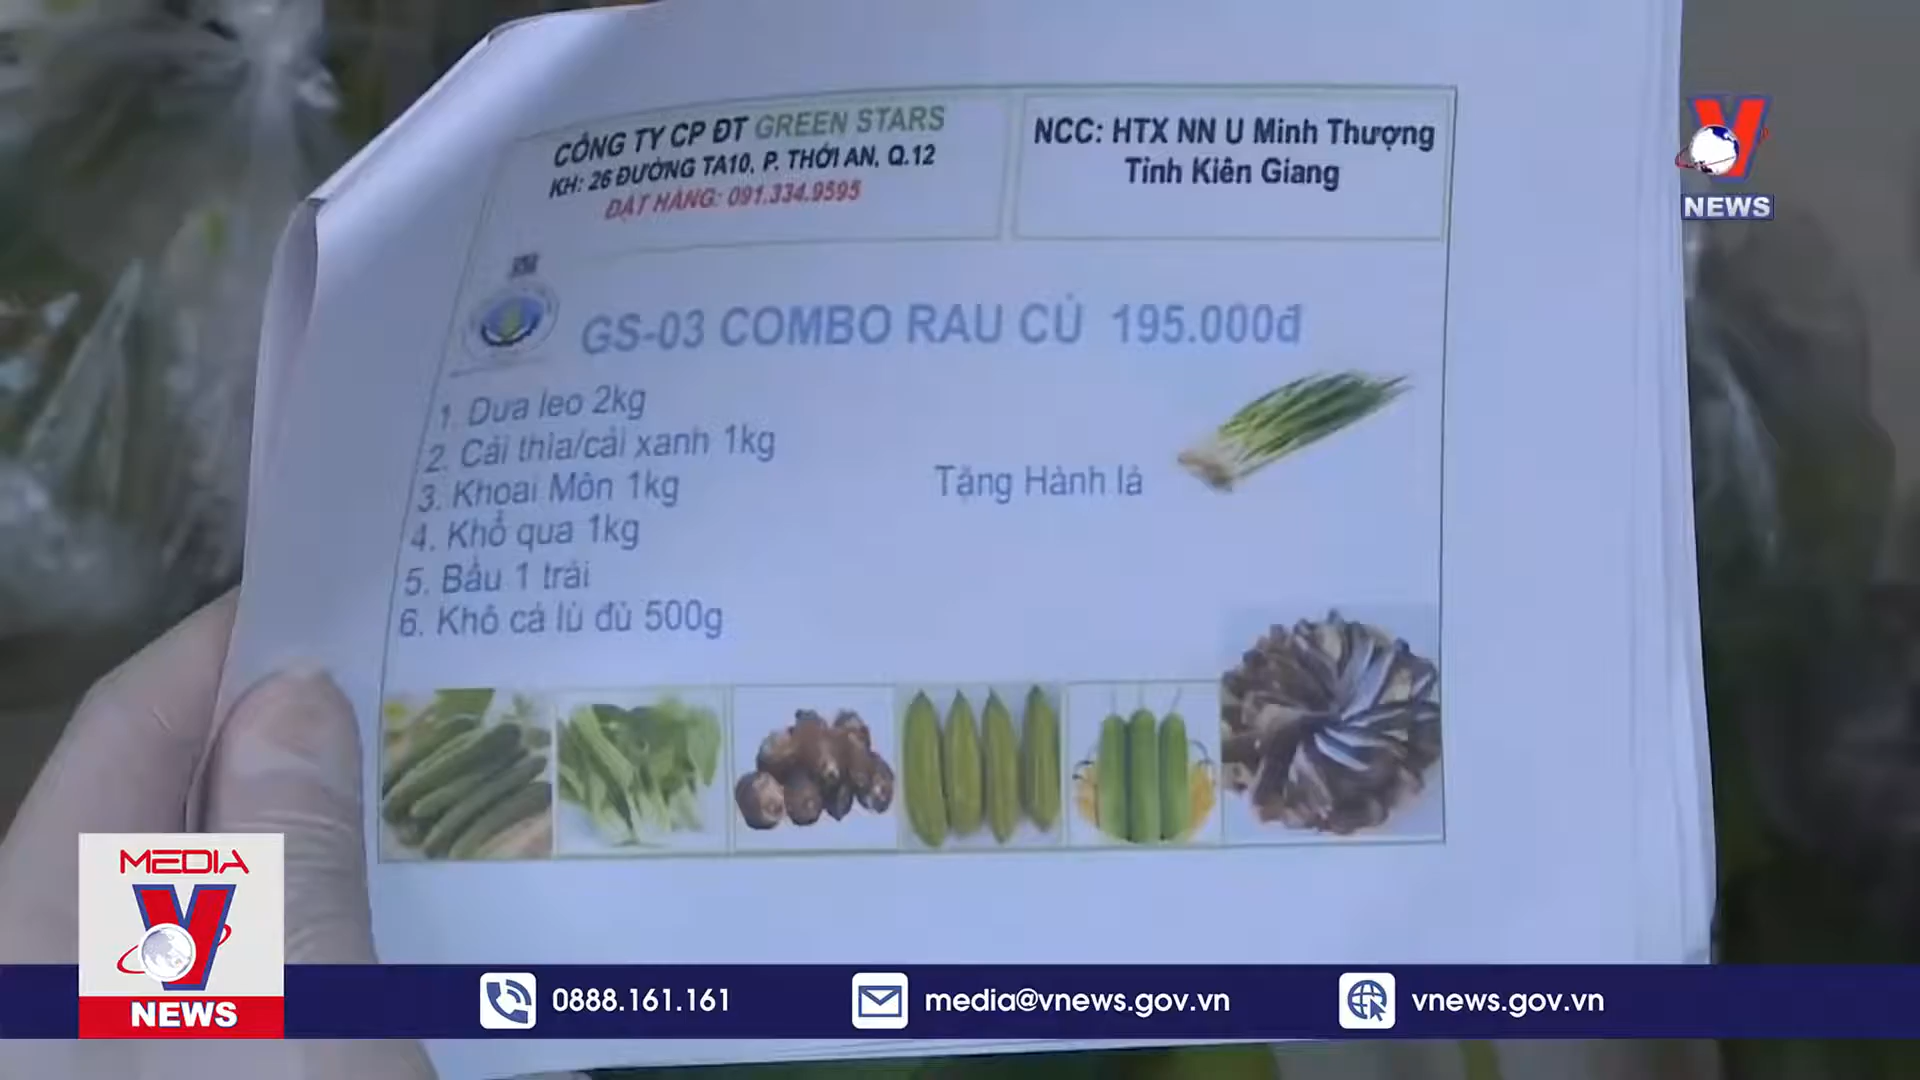 CÔNG TY CP ĐT GREEN STARS
KH: 26 ĐƯỜNG TA10, P. THỚI AN, Q.12
ĐẶT HÀNG: 091.334.9595
NCC: HTX NN U Minh Thượng
Tỉnh Kiên Giang
GS-03 COMBO RAU CỦ 195.000đ
1. Dưa leo 2kg
2. Cải thìa/cải xanh 1kg
3. Khoai Môn 1kg
4. Khổ qua 1kg
5. Bầu 1 trái
6. Khô cá lù đù 500g
Tặng Hành lá
NEWS
MEDIA
NEWS
0888.161.161
media@vnews.gov.vn
vnews.gov.vn